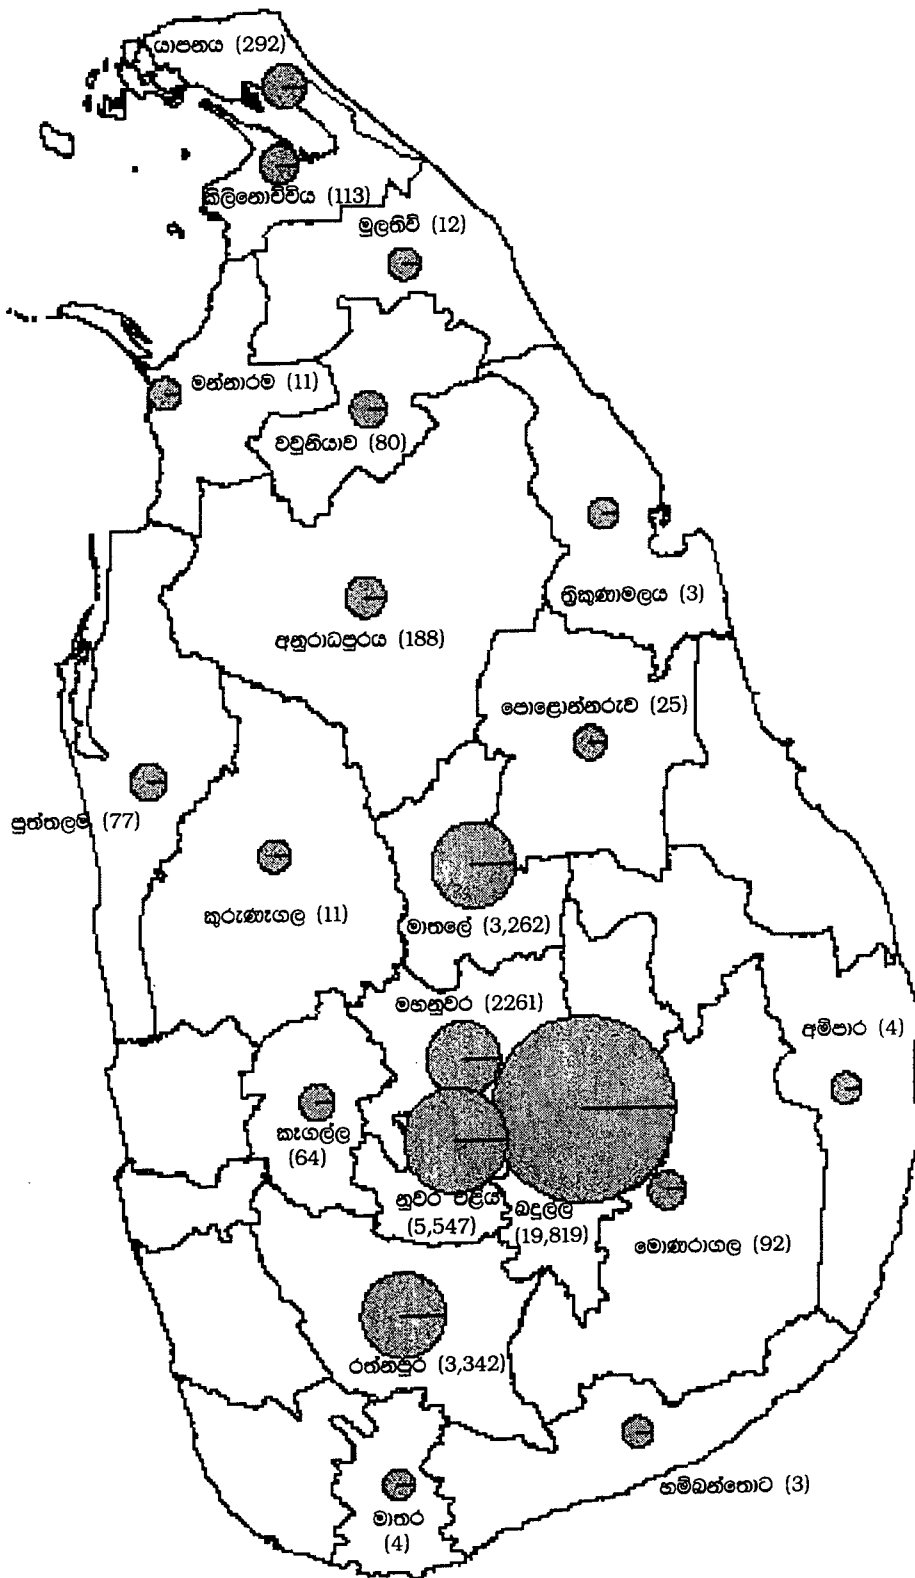 යාපනය (292)
කිලිනොච්චිය (113)
මුලතිව් (12)
මන්නාරම (11)
වවුනියාව (80)
ත්‍රිකුණාමලය (3)
අනුරාධපුරය (188)
පොළොන්නරුව (25)
පුත්තලම (77)
කුරුණෑගල (11)
මාතලේ (3,262)
මහනුවර (2261)
අම්පාර (4)
කෑගල්ල
(64)
නුවර එළිය
(5,547)
බදුල්ල
(19,819)
මොණරාගල (92)
රත්නපුර (3,342)
හම්බන්තොට (3)
මාතර
(4)